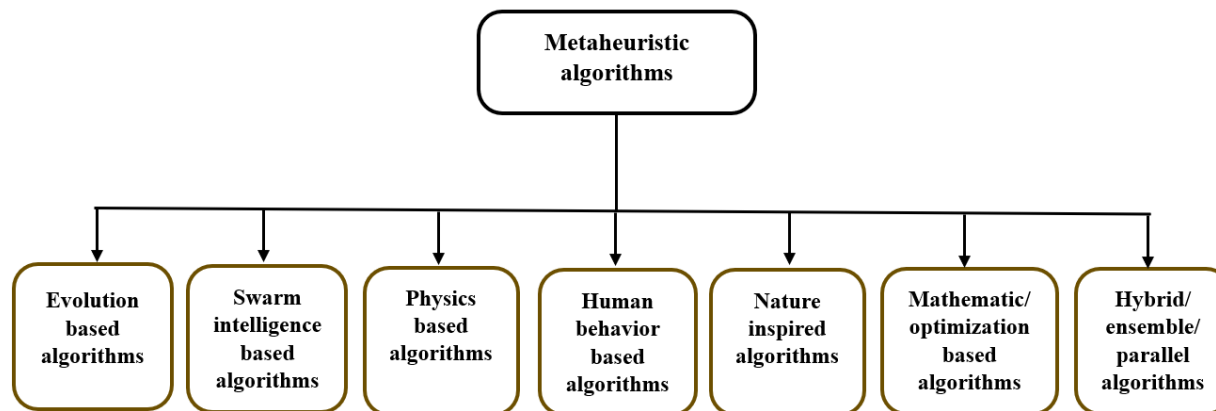 Metaheuristic
algorithms
Evolution
based
algorithms
Swarm
intelligence
based
algorithms
Physics
based
algorithms
Human
behavior
based
algorithms
Nature
inspired
algorithms
Mathematic/
optimization
based
algorithms
Hybrid/
ensemble/
parallel
algorithms